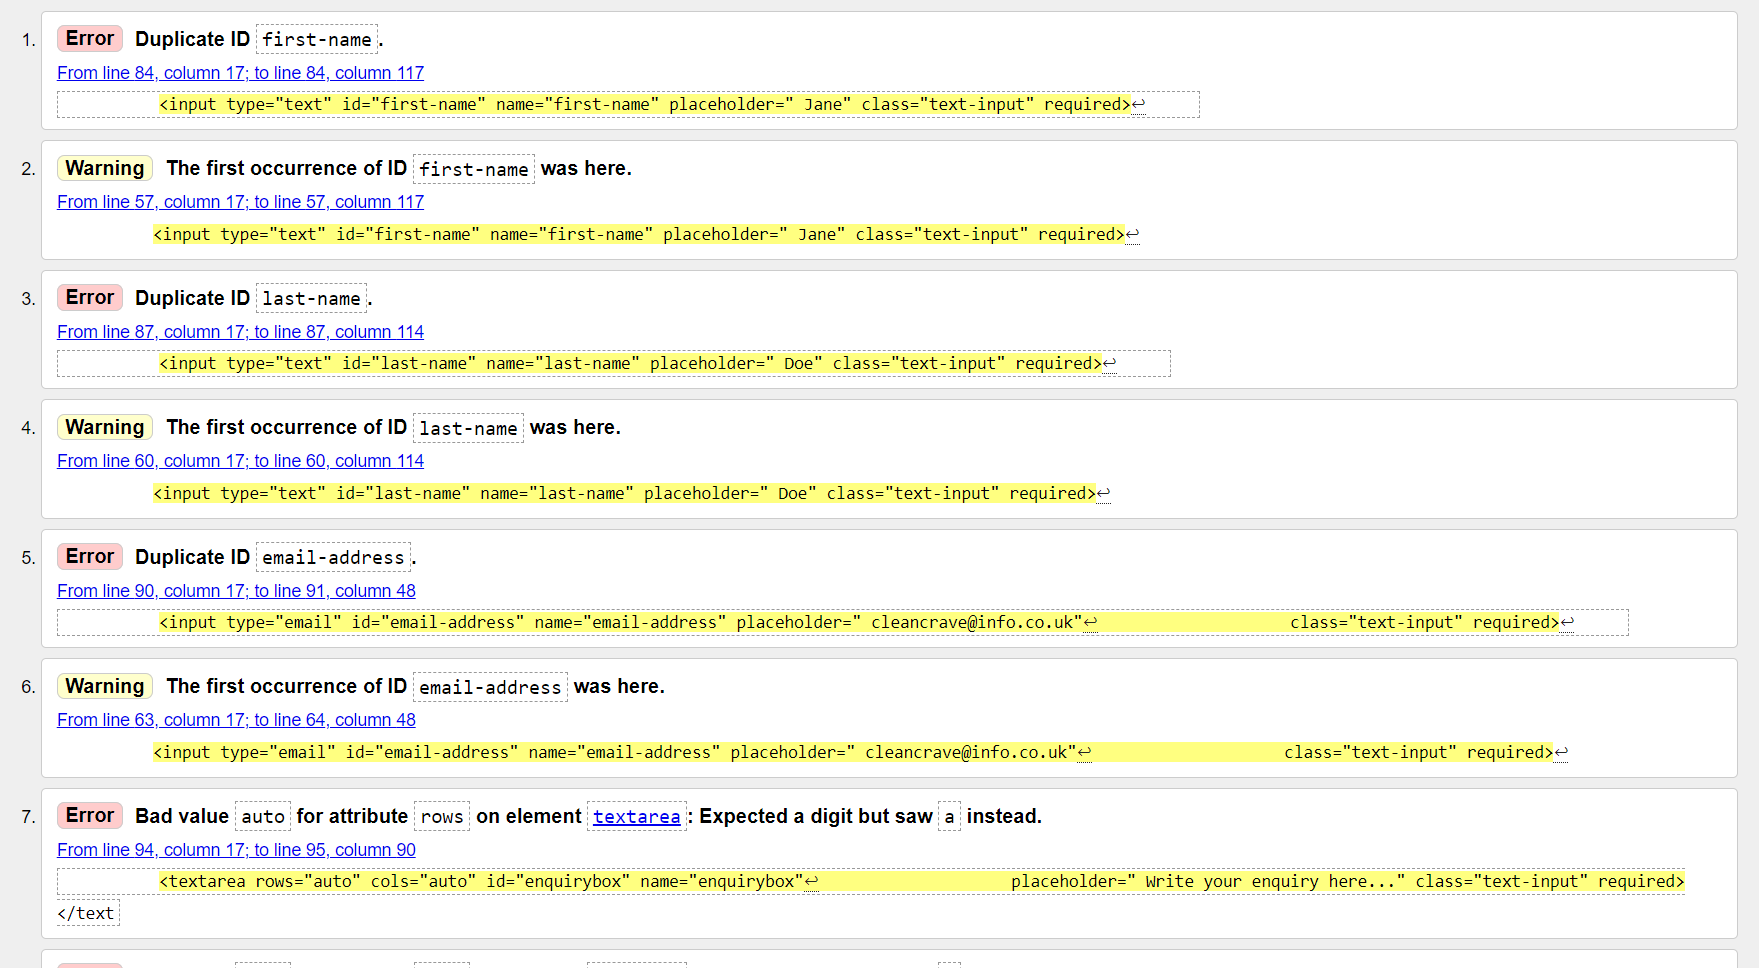 1. Error Duplicate ID first-name.
From line 84, column 17; to line 84, column 117
<input type="text" id="first-name" name="first-name" placeholder=" Jane" class="text-input" required>↩
2. Warning The first occurrence of ID first-name was here.
From line 57, column 17; to line 57, column 117
<input type="text" id="first-name" name="first-name" placeholder=" Jane" class="text-input" required>↩
3. Error Duplicate ID last-name.
From line 87, column 17; to line 87, column 114
<input type="text" id="last-name" name="last-name" placeholder=" Doe" class="text-input" required>↩
4. Warning The first occurrence of ID last-name was here.
From line 60, column 17; to line 60, column 114
<input type="text" id="last-name" name="last-name" placeholder=" Doe" class="text-input" required>↩
5. Error Duplicate ID email-address.
From line 90, column 17; to line 91, column 48
<input type="email" id="email-address" name="email-address" placeholder=" cleancrave@info.co.uk"↩ class="text-input" required>↩
6. Warning The first occurrence of ID email-address was here.
From line 63, column 17; to line 64, column 48
<input type="email" id="email-address" name="email-address" placeholder=" cleancrave@info.co.uk"↩ class="text-input" required>↩
7. Error Bad value auto for attribute rows on element textarea: Expected a digit but saw a instead.
From line 94, column 17; to line 95, column 90
<textarea rows="auto" cols="auto" id="enquirybox" name="enquirybox"↩ placeholder=" Write your enquiry here..." class="text-input" required>
</text